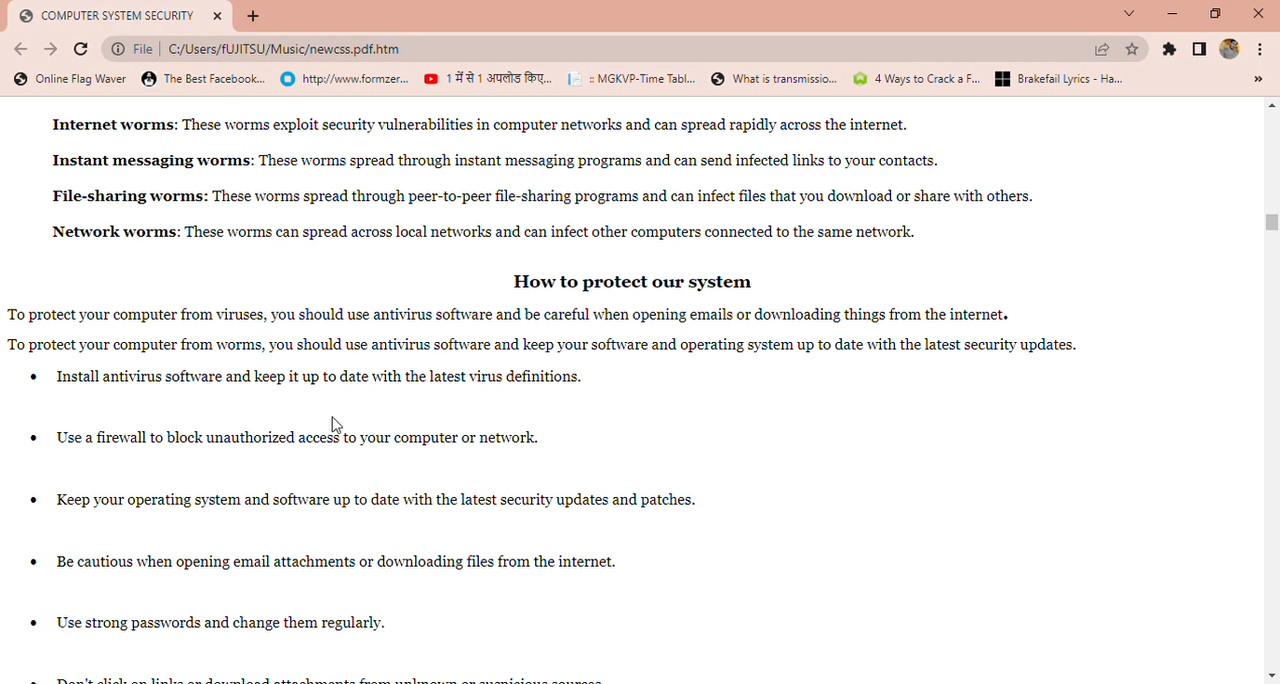 COMPUTER SYSTEM SECURITY
File | C:/Users/fUJITSU/Music/newcss.pdf.htm
Online Flag Waver The Best Facebook... http://www.formzer... 1 में से 1 अपलोड किए... :: MGKVP-Time Tabl... What is transmissio... 4 Ways to Crack a F... Brakefail Lyrics - Ha... »
Internet worms: These worms exploit security vulnerabilities in computer networks and can spread rapidly across the internet.
Instant messaging worms: These worms spread through instant messaging programs and can send infected links to your contacts.
File-sharing worms: These worms spread through peer-to-peer file-sharing programs and can infect files that you download or share with others.
Network worms: These worms can spread across local networks and can infect other computers connected to the same network.
How to protect our system
To protect your computer from viruses, you should use antivirus software and be careful when opening emails or downloading things from the internet.
To protect your computer from worms, you should use antivirus software and keep your software and operating system up to date with the latest security updates.
• Install antivirus software and keep it up to date with the latest virus definitions.
• Use a firewall to block unauthorized access to your computer or network.
• Keep your operating system and software up to date with the latest security updates and patches.
• Be cautious when opening email attachments or downloading files from the internet.
• Use strong passwords and change them regularly.
• Don't click on links or download attachments from unknown or suspicious sources.